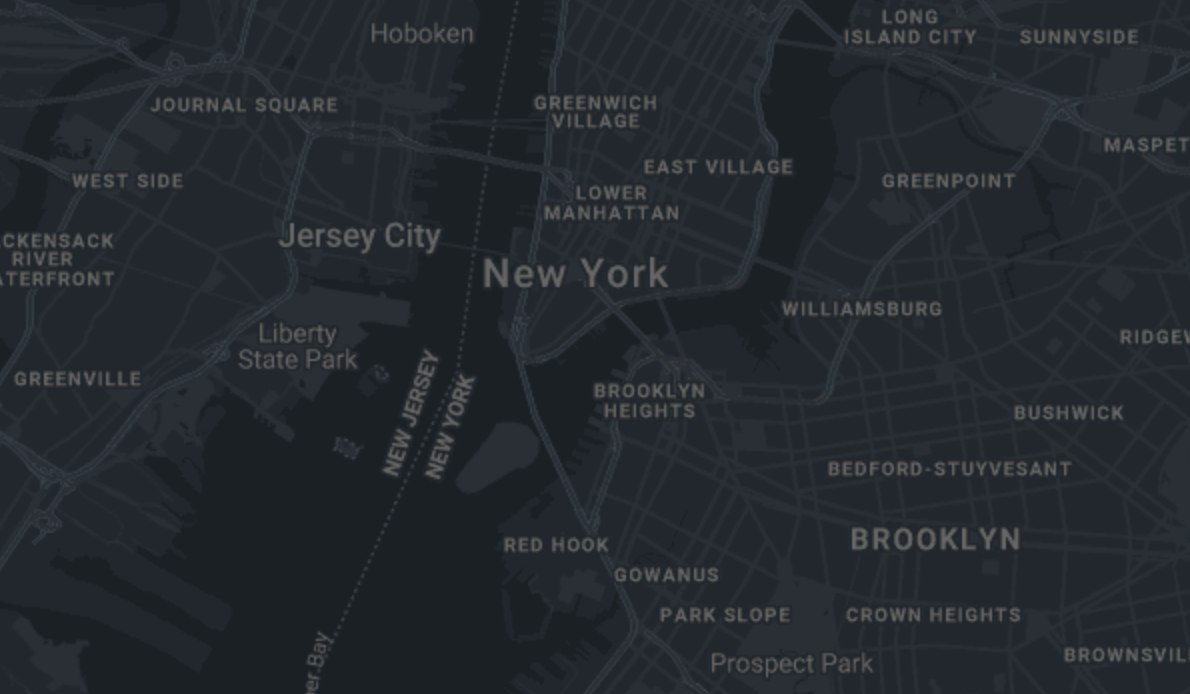 LONG
ISLAND CITY
Hoboken
SUNNYSIDE
JOURNAL SQUARE
GREENWICH
VILLAGE
MASPET
EAST VILLAGE
WEST SIDE
GREENPOINT
LOWER
MANHATTAN
Jersey City
CKENSACK
RIVER
ATERFRONT
New York
WILLIAMSBURG
Liberty
State Park
RIDGEW
GREENVILLE
NEW JERSEY
NEW YORK
BROOKLYN
HEIGHTS
BUSHWICK
BEDFORD-STUYVESANT
BROOKLYN
RED HOOK
GOWANUS
PARK SLOPE
CROWN HEIGHTS
per Bay
Prospect Park
BROWNSVIL